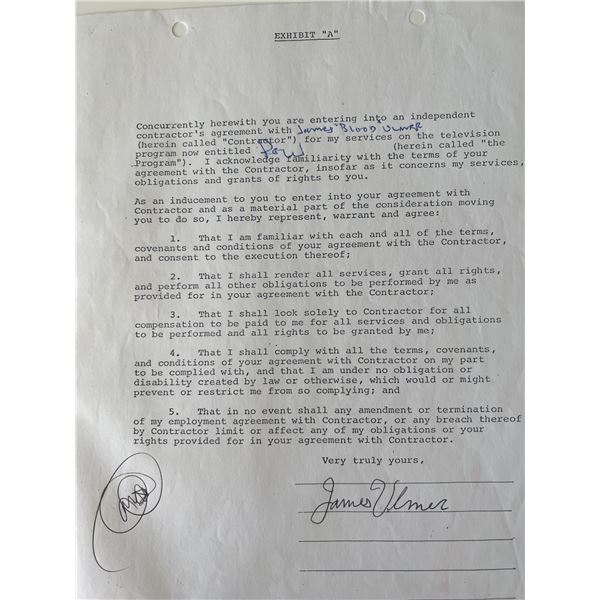 EXHIBIT "A"
Concurrently herewith you are entering into an independent
contractor's agreement with James "BLOOD" ULMER
(herein called "Contractor") for my services on the television
program now entitled (herein called "the
Program"). I acknowledge familiarity with the terms of your
agreement with the Contractor, insofar as it concerns my services,
obligations and grants of rights to you.
As an inducement to you to enter into your agreement with
Contractor and as a material part of the consideration moving
you to do so, I hereby represent, warrant and agree:
1. That I am familiar with each and all of the terms,
covenants and conditions of your agreement with the Contractor,
and consent to the execution thereof;
2. That I shall render all services, grant all rights,
and perform all other obligations to be performed by me as
provided for in your agreement with the Contractor;
3. That I shall look solely to Contractor for all
compensation to be paid to me for all services and obligations
to be performed and all rights to be granted by me;
4. That I shall comply with all the terms, covenants,
and conditions of your agreement with Contractor on my part
to be complied with, and that I am under no obligation or
disability created by law or otherwise, which would or might
prevent or restrict me from so complying; and
5. That in no event shall any amendment or termination
of my employment agreement with Contractor, or any breach thereof
by Contractor limit or affect any of my obligations or your
rights provided for in your agreement with Contractor.
Very truly yours,
James Ulmer